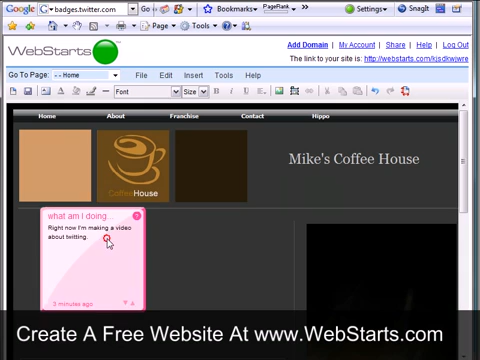 Google badges.twitter.com Go Bookmarks PageRank Settings SnagIt
Page Tools
WebStarts
Add Domain | My Account | Share | Help | Log Out
The link to your site is: http://webstarts.com/kjsdkwjwre
Go To Page: -- Home File Edit Insert Tools Help
Font Size B I U
Home About Franchise Contact Hippo
CoffeeHouse
Mike's Coffee House
what am I doing... ?
Right now I'm making a video
about twitting.
3 minutes ago
Create A Free Website At www.WebStarts.com